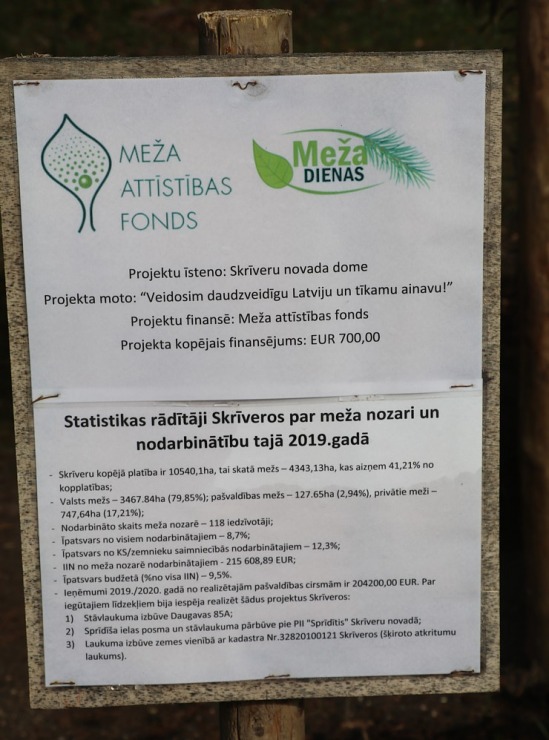 MEŽA
ATTĪSTĪBAS
FONDS
Meža
DIENAS
Projektu īsteno: Skrīveru novada dome
Projekta moto: “Veidosim daudzveidīgu Latviju un tīkamu ainavu!”
Projektu finansē: Meža attīstības fonds
Projekta kopējais finansējums: EUR 700,00
Statistikas rādītāji Skrīveros par meža nozari un
nodarbinātību tajā 2019.gadā
- Skrīveru kopējā platība ir 10540,1ha, tai skatā mežs – 4343,13ha, kas aizņem 41,21% no
kopplatības;
- Valsts mežs – 3467.84ha (79,85%); pašvaldības mežs – 127.65ha (2,94%), privātie meži –
747,64ha (17,21%);
- Nodarbināto skaits meža nozarē – 118 iedzīvotāji;
- Īpatsvars no visiem nodarbinātajiem – 8,7%;
- Īpatsvars no KS/zemnieku saimniecībās nodarbinātajiem – 12,3%;
- IIN no meža nozarē nodarbinātajiem - 215 608,89 EUR;
- Īpatsvars budžetā (%no visa IIN) – 9,5%.
- Ieņēmumi 2019./2020. gadā no realizētajām pašvaldības cirsmām ir 204200,00 EUR. Par
iegūtajiem līdzekļiem bija iespēja realizēt šādus projektus Skrīveros:
1) Stāvlaukuma izbūve Daugavas 85A;
2) Sprīdīša ielas posma un stāvlaukuma pārbūve pie PII "Sprīdītis" Skrīveru novadā;
3) Laukuma izbūve zemes vienībā ar kadastra Nr.32820100121 Skrīveros (šķiroto atkritumu
laukums).